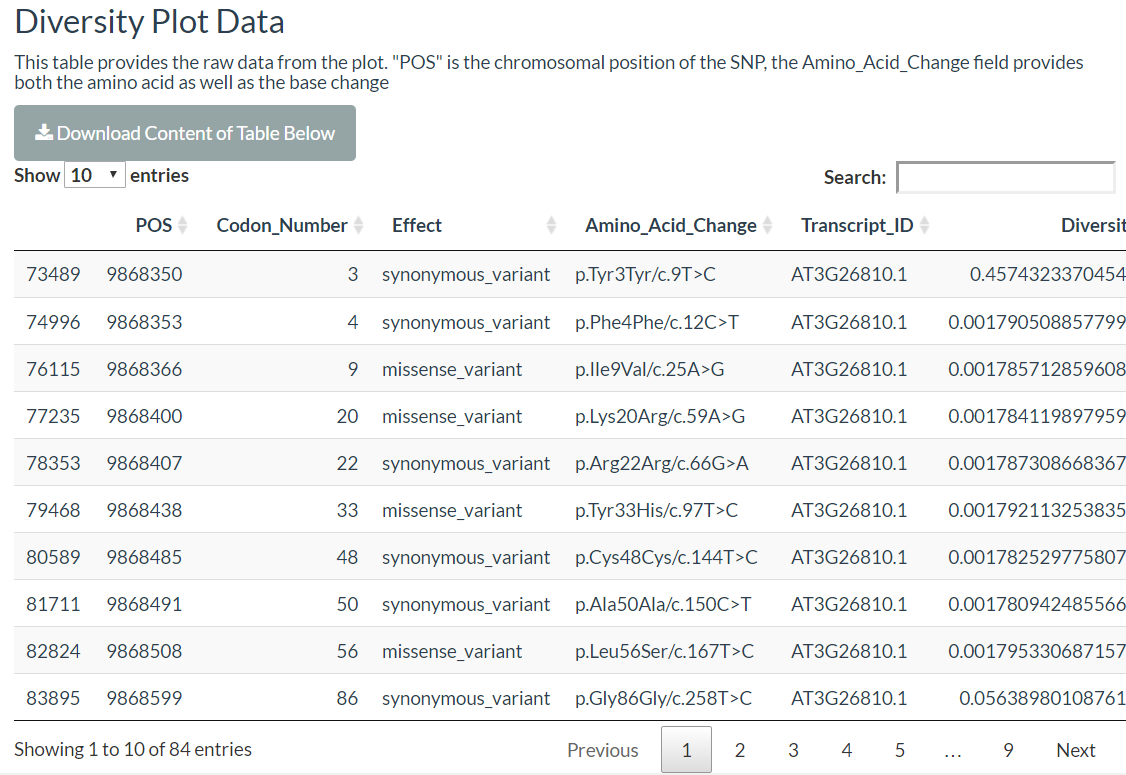 Diversity Plot Data
This table provides the raw data from the plot. "POS" is the chromosomal position of the SNP, the Amino_Acid_Change field provides
both the amino acid as well as the base change
Download Content of Table Below
Show 10 entries
Search:
POS Codon_Number Effect Amino_Acid_Change Transcript_ID Diversit
73489 9868350 3 synonymous_variant p.Tyr3Tyr/c.9T>C AT3G26810.1 0.4574323370454
74996 9868353 4 synonymous_variant p.Phe4Phe/c.12C>T AT3G26810.1 0.001790508857799
76115 9868366 9 missense_variant p.Ile9Val/c.25A>G AT3G26810.1 0.001785712859608
77235 9868400 20 missense_variant p.Lys20Arg/c.59A>G AT3G26810.1 0.001784119897959
78353 9868407 22 synonymous_variant p.Arg22Arg/c.66G>A AT3G26810.1 0.001787308668367
79468 9868438 33 missense_variant p.Tyr33His/c.97T>C AT3G26810.1 0.001792113253835
80589 9868485 48 synonymous_variant p.Cys48Cys/c.144T>C AT3G26810.1 0.001782529775807
81711 9868491 50 synonymous_variant p.Ala50Ala/c.150C>T AT3G26810.1 0.001780942485566
82824 9868508 56 missense_variant p.Leu56Ser/c.167T>C AT3G26810.1 0.001795330687157
83895 9868599 86 synonymous_variant p.Gly86Gly/c.258T>C AT3G26810.1 0.05638980108761
Showing 1 to 10 of 84 entries
Previous 1 2 3 4 5 … 9 Next